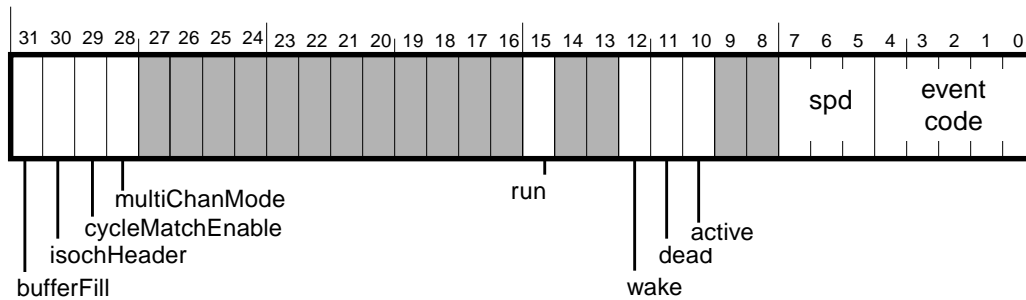 31 30 29 28 27 26 25 24 23 22 21 20 19 18 17 16 15 14 13 12 11 10 9 8 7 6 5 4 3 2 1 0
spd
event
code
multiChanMode
run
cycleMatchEnable
active
isochHeader
dead
bufferFill
wake